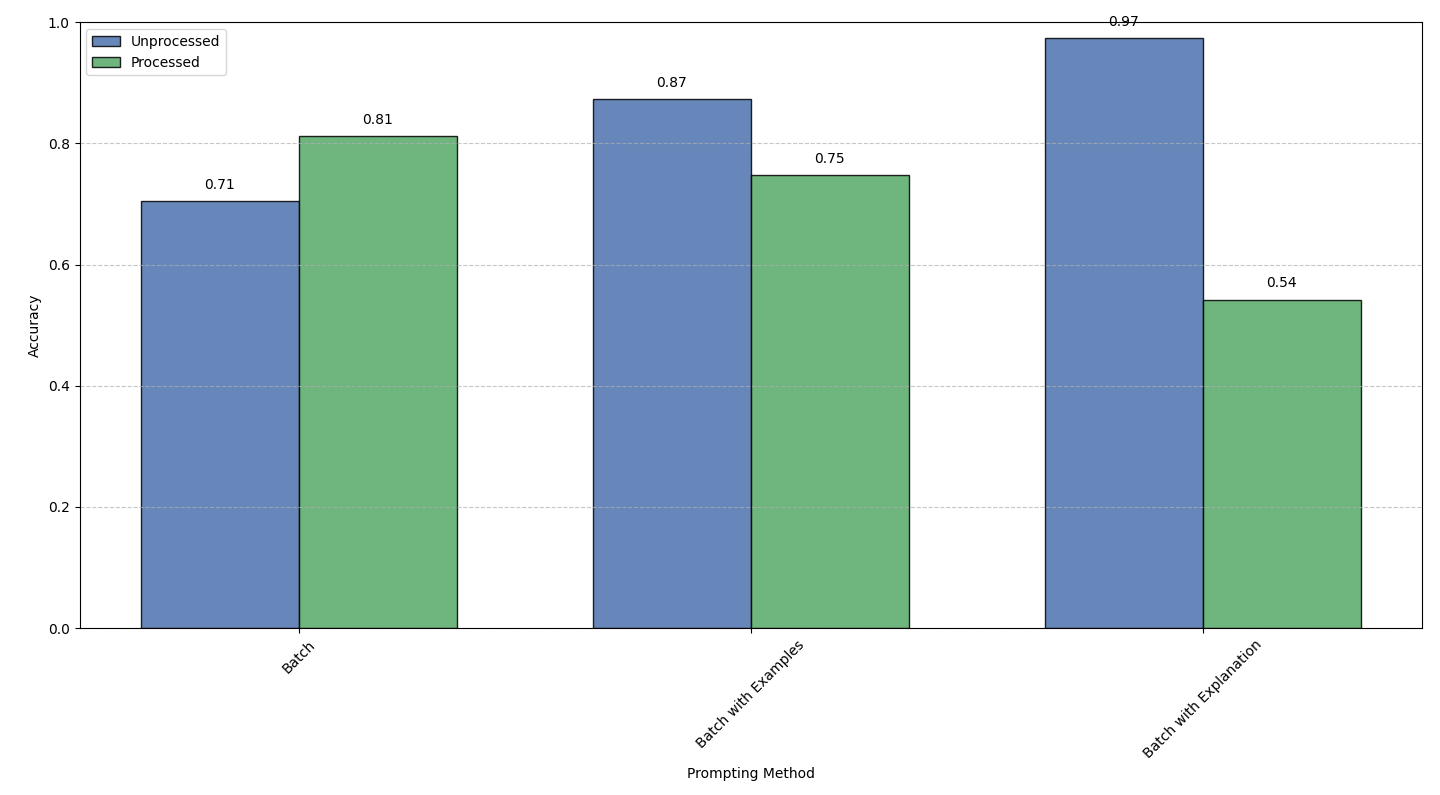 1.0
0.97
Unprocessed
Processed
0.87
0.81
0.8
0.75
0.71
0.6
0.54
Accuracy
0.4
0.2
0.0
Batch
Batch with Examples
Batch with Explanation
Prompting Method